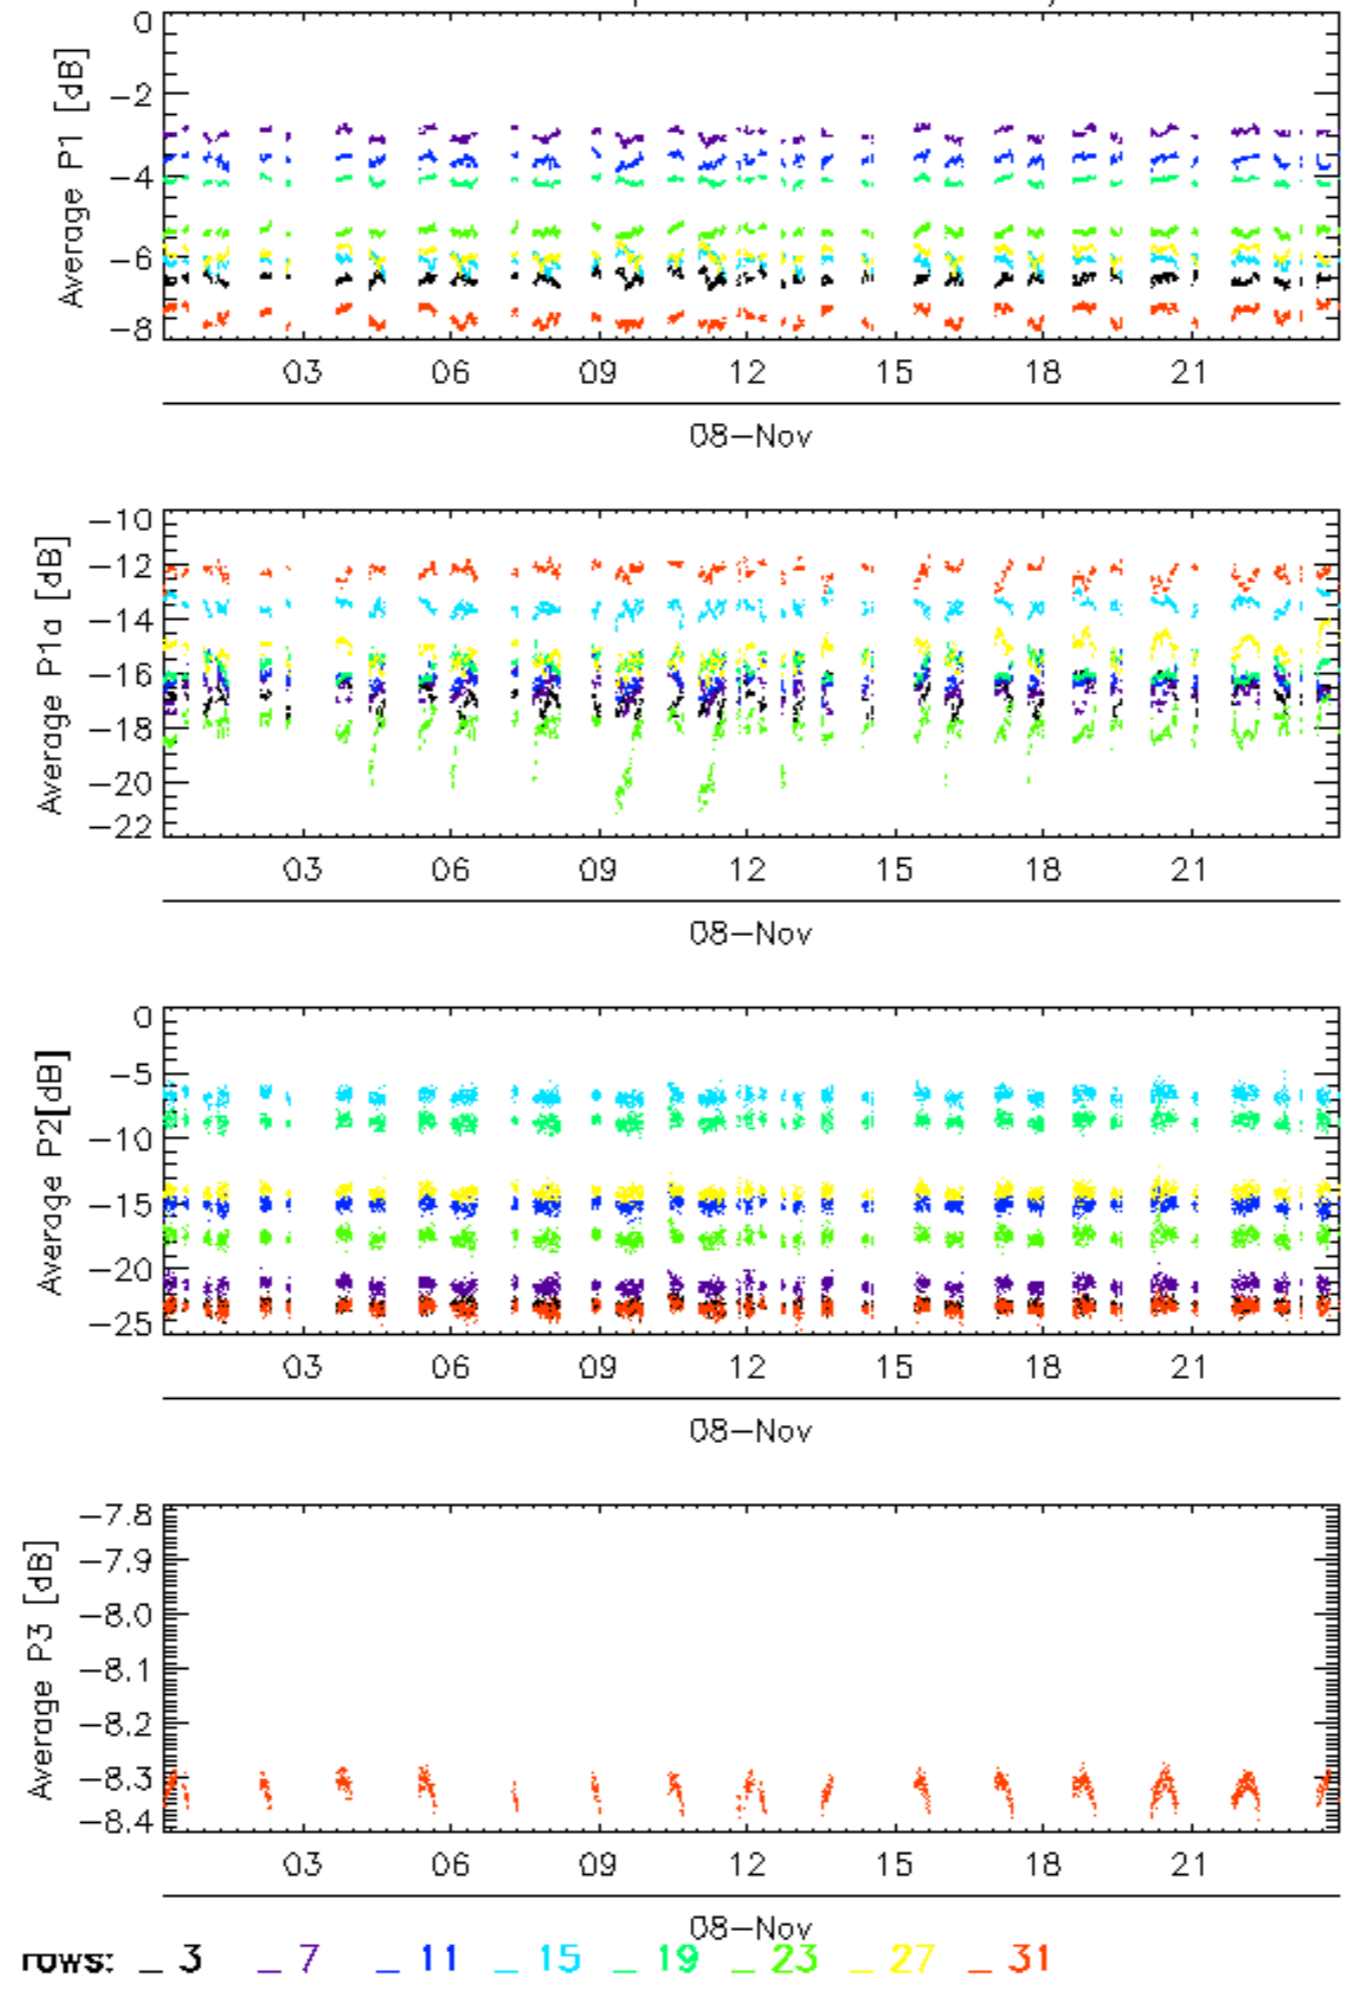 0
−2
−4
−6
−8
Average P1 [dB]
03 06 09 12 15 18 21
08−Nov
−10
−12
−14
−16
−18
−20
−22
Average P1a [dB]
03 06 09 12 15 18 21
08−Nov
0
−5
−10
−15
−20
−25
Average P2[dB]
03 06 09 12 15 18 21
08−Nov
−7.8
−7.9
−8.0
−8.1
−8.2
−8.3
−8.4
Average P3 [dB]
03 06 09 12 15 18 21
08−Nov
rows: _ 3 _ 7 _ 11 _ 15 _ 19 _ 23 _ 27 _ 31